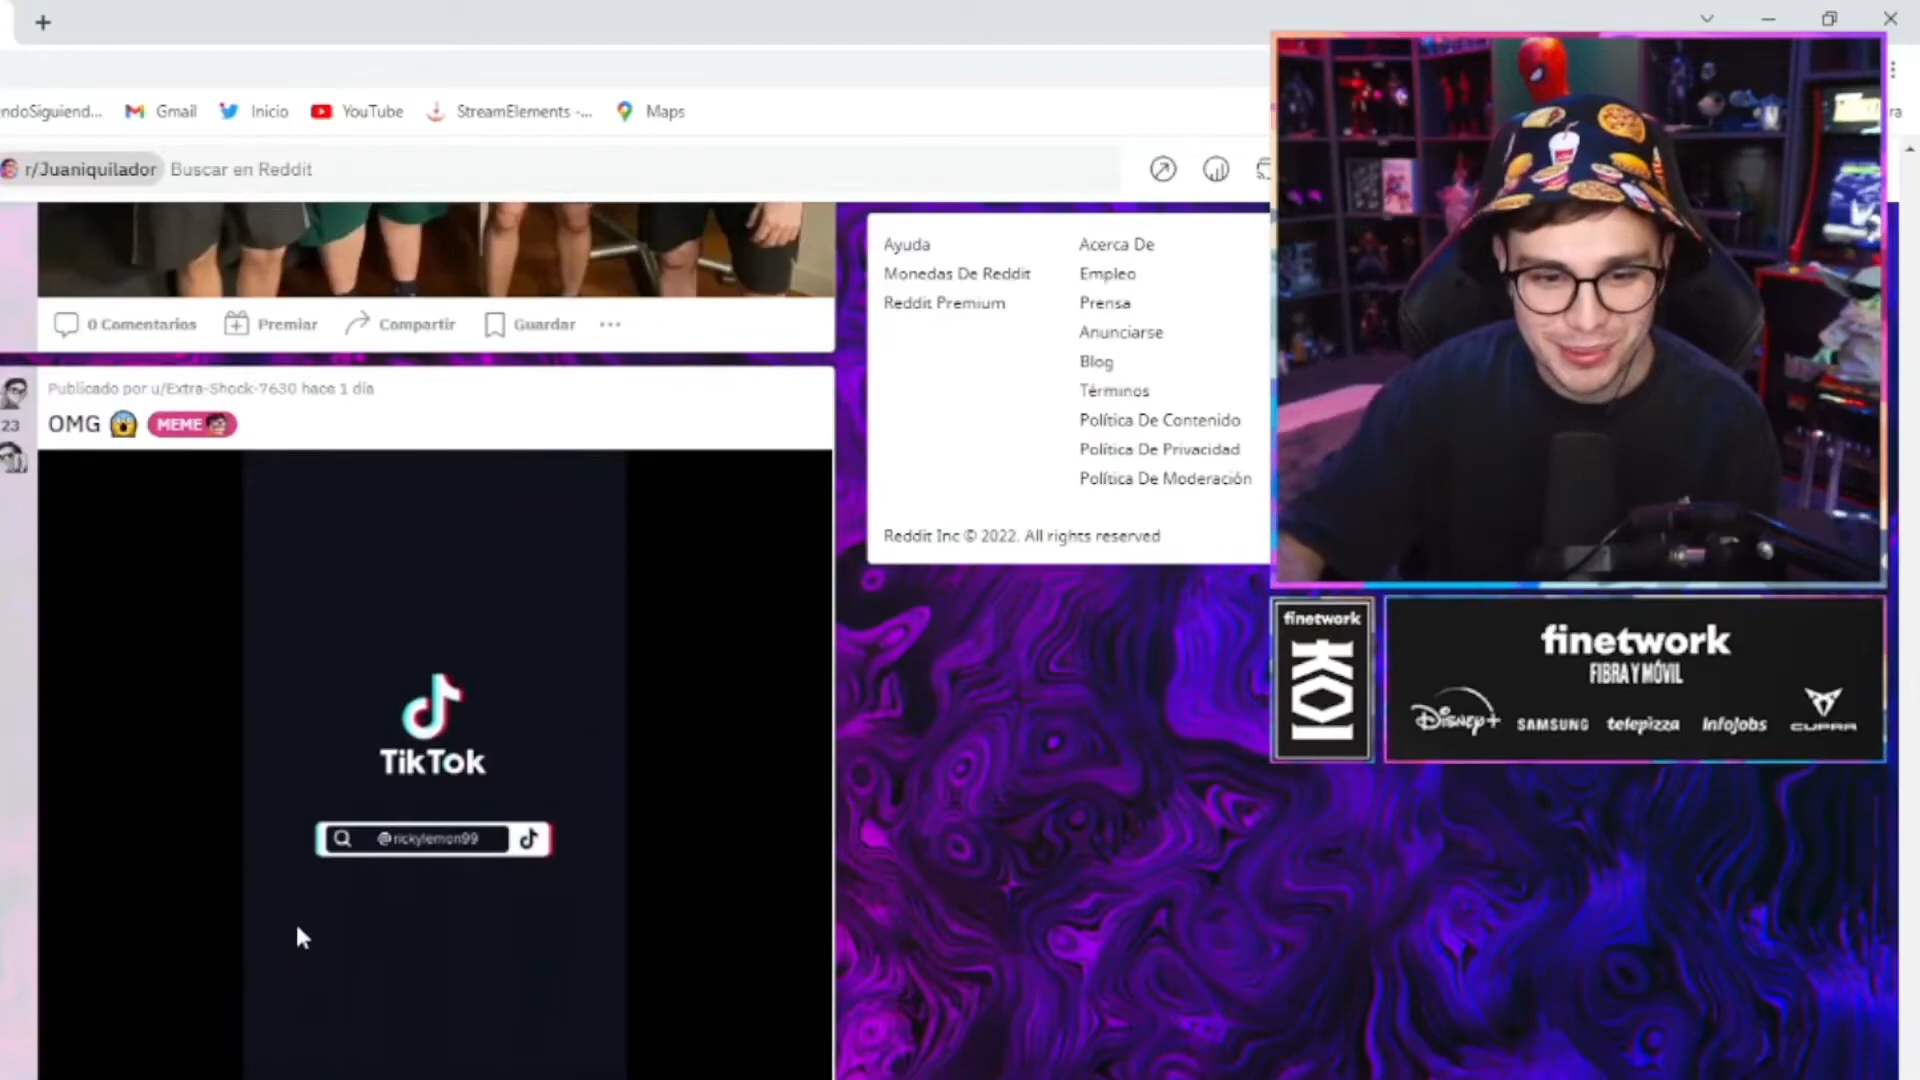 ndoSiguiend...
Gmail
Inicio
YouTube
StreamElements -...
Maps
ra
r/Juaniquilador
Buscar en Reddit
0 Comentarios
Premiar
Compartir
Guardar
Publicado por u/Extra-Shock-7630 hace 1 día
23
OMG
MEME
TikTok
@rickylemon99
Ayuda
Monedas De Reddit
Reddit Premium
Acerca De
Empleo
Prensa
Anunciarse
Blog
Términos
Política De Contenido
Política De Privacidad
Política De Moderación
Reddit Inc © 2022. All rights reserved
finetwork
KOI
finetwork
FIBRA Y MÓVIL
Disney+
SAMSUNG
telepizza
InfoJobs
CUPRA